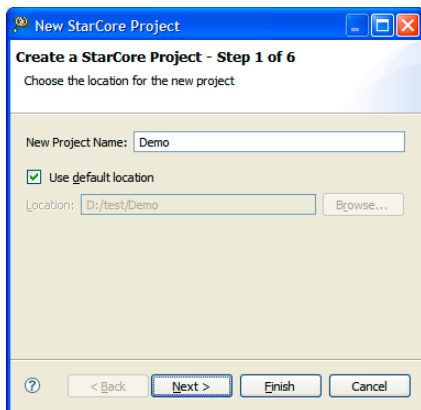 New StarCore Project
Create a StarCore Project - Step 1 of 6
Choose the location for the new project
New Project Name: Demo
Use default location
Location: D:/test/Demo Browse...
? < Back Next > Finish Cancel